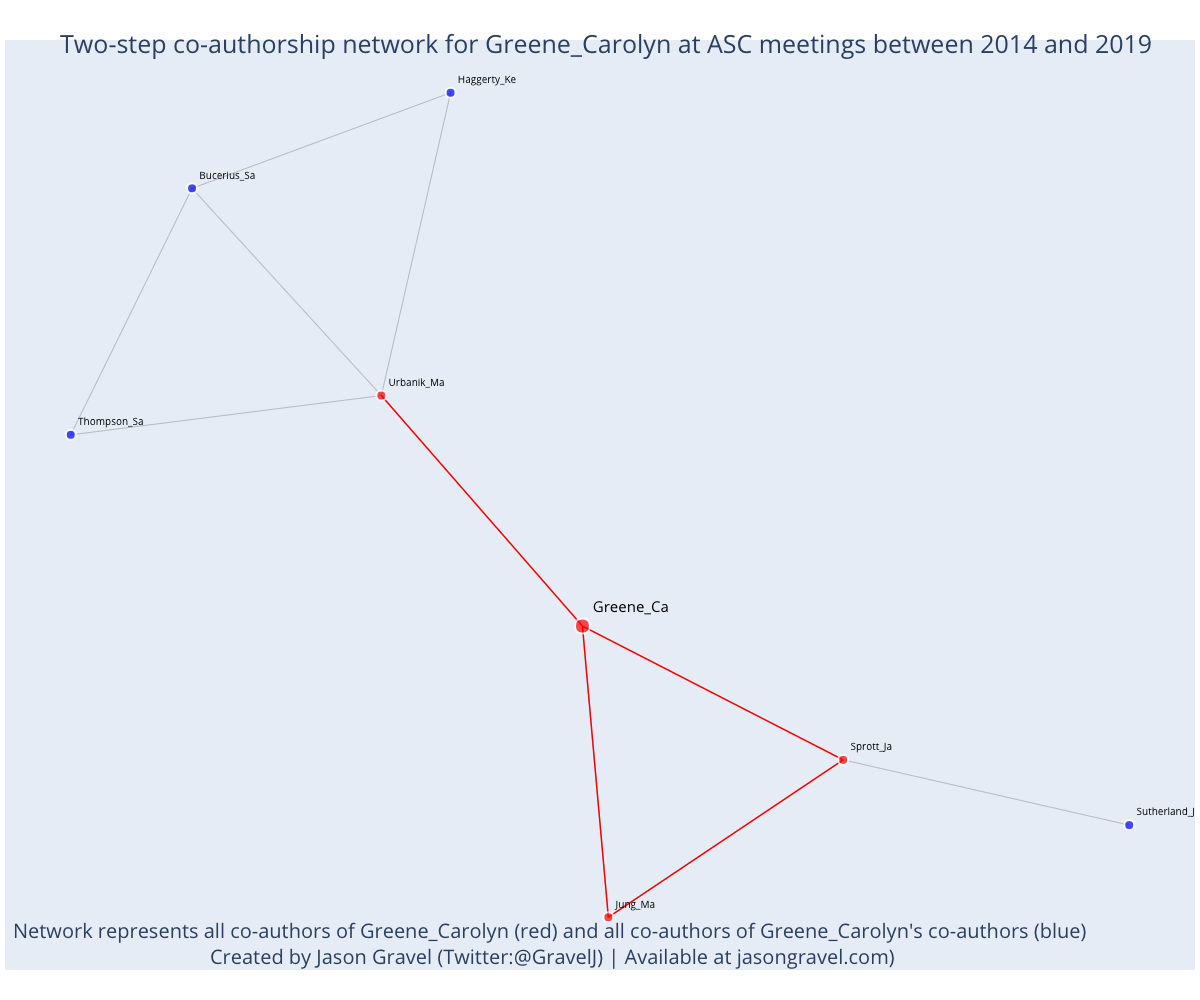 Two-step co-authorship network for Greene_Carolyn at ASC meetings between 2014 and 2019
Haggerty_Ke
Bucerius_Sa
Urbanik_Ma
Thompson_Sa
Greene_Ca
Sprott_Ja
Sutherland_J
Jung_Ma
Network represents all co-authors of Greene_Carolyn (red) and all co-authors of Greene_Carolyn's co-authors (blue)
Created by Jason Gravel (Twitter:@GravelJ) | Available at jasongravel.com)